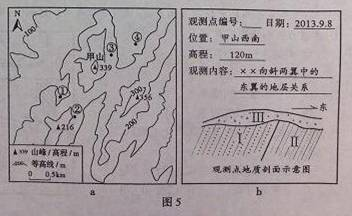 N
100
甲山
③
④
339
①
②
300
356
216
200
▲339 山峰/高程/m
200 等高线/m
0 0.5km
a
观测点编号: 日期: 2013.9.8
位置: 甲山西南
高程: 120m
观测内容: ××向斜两翼中的
东翼的地层关系
东
III
I
II
观测点地质剖面示意图
b
图5